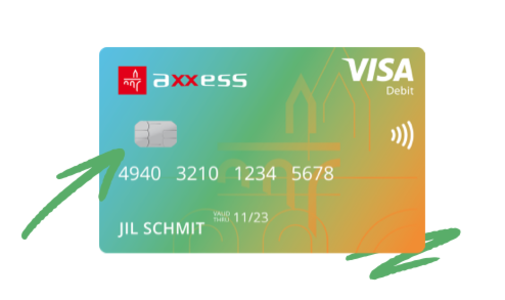 axxess
VISA
Debit
4940 3210 1234 5678
VALID
THRU
11/23
JIL SCHMIT